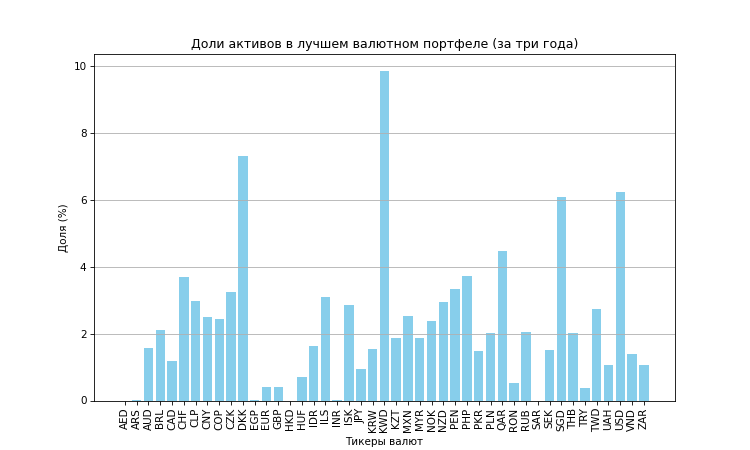 Доли активов в лучшем валютном портфеле (за три года)
10
8
6
4
2
0
Доля (%)
AED ARS AUD BRL CAD CHF CLP CNY COP CZK DKK EGP EUR GBP HKD HUF IDR ILS INR ISK JPY KRW KWD KZT MXN MYR NOK NZD PEN PHP PKR PLN QAR RON RUB SAR SEK SGD THB TRY TWD UAH USD VND ZAR
Тикеры валют